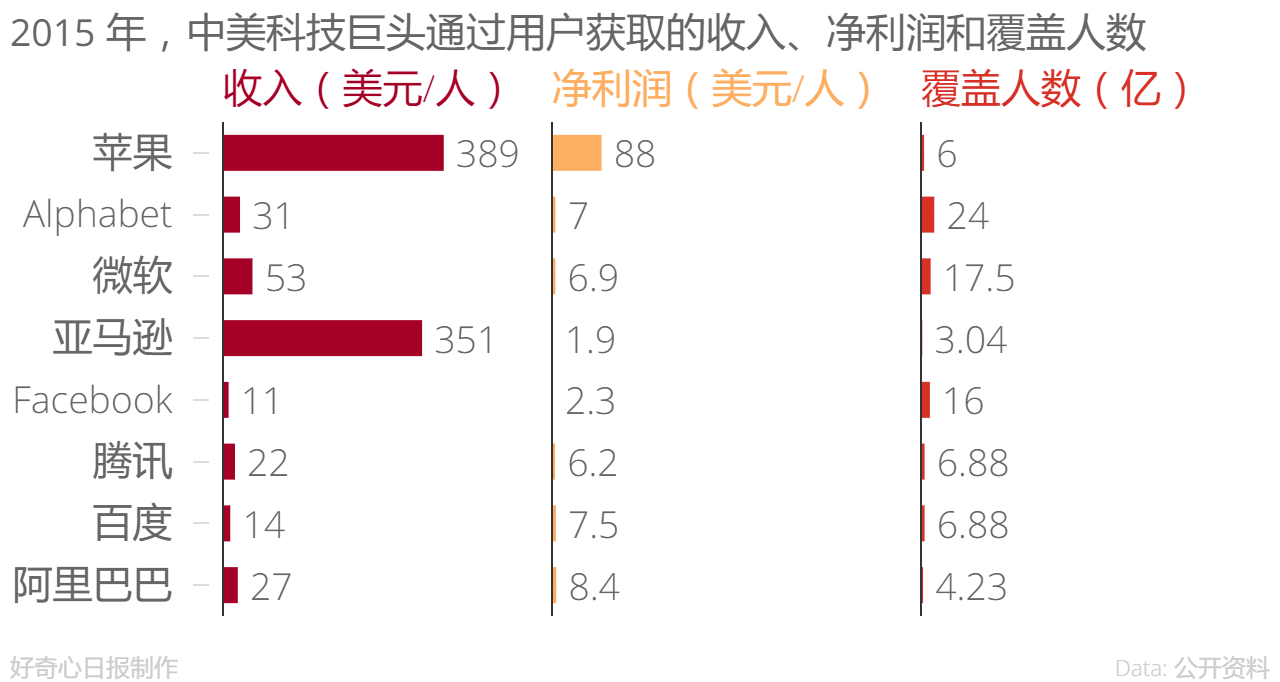 2015 年，中美科技巨头通过用户获取的收入、净利润和覆盖人数
收入（美元/人） 净利润（美元/人） 覆盖人数（亿）
苹果 389 88 6
Alphabet 31 7 24
微软 53 6.9 17.5
亚马逊 351 1.9 3.04
Facebook 11 2.3 16
腾讯 22 6.2 6.88
百度 14 7.5 6.88
阿里巴巴 27 8.4 4.23
好奇心日报制作 Data: 公开资料